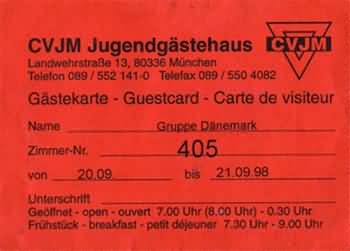 CVJM Jugendgästehaus
CVJM
Landwehrstraße 13, 80336 München
Telefon 089 / 552 141-0 Telefax 089 / 550 4082
Gästekarte - Guestcard - Carte de visiteur
Name Gruppe Dänemark
Zimmer-Nr. 405
von 20.09. bis 21.09.98
Unterschrift
Geöffnet - open - ouvert 7.00 Uhr (8.00 Uhr) - 0.30 Uhr
Frühstück - breakfast - petit déjeuner 7.30 Uhr - 9.00 Uhr